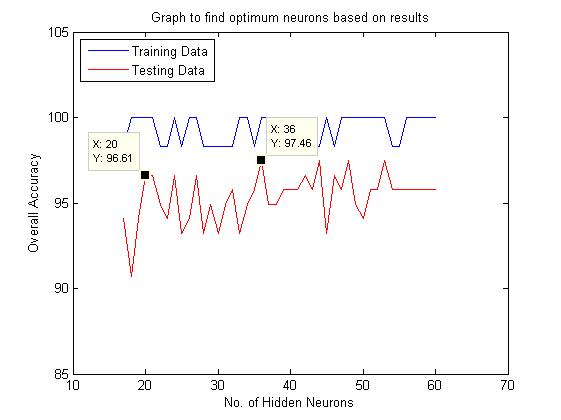 Graph to find optimum neurons based on results
105
100
95
90
85
Overall Accuracy
Training Data
Testing Data
X: 20
Y: 96.61
X: 36
Y: 97.46
10
20
30
40
50
60
70
No. of Hidden Neurons